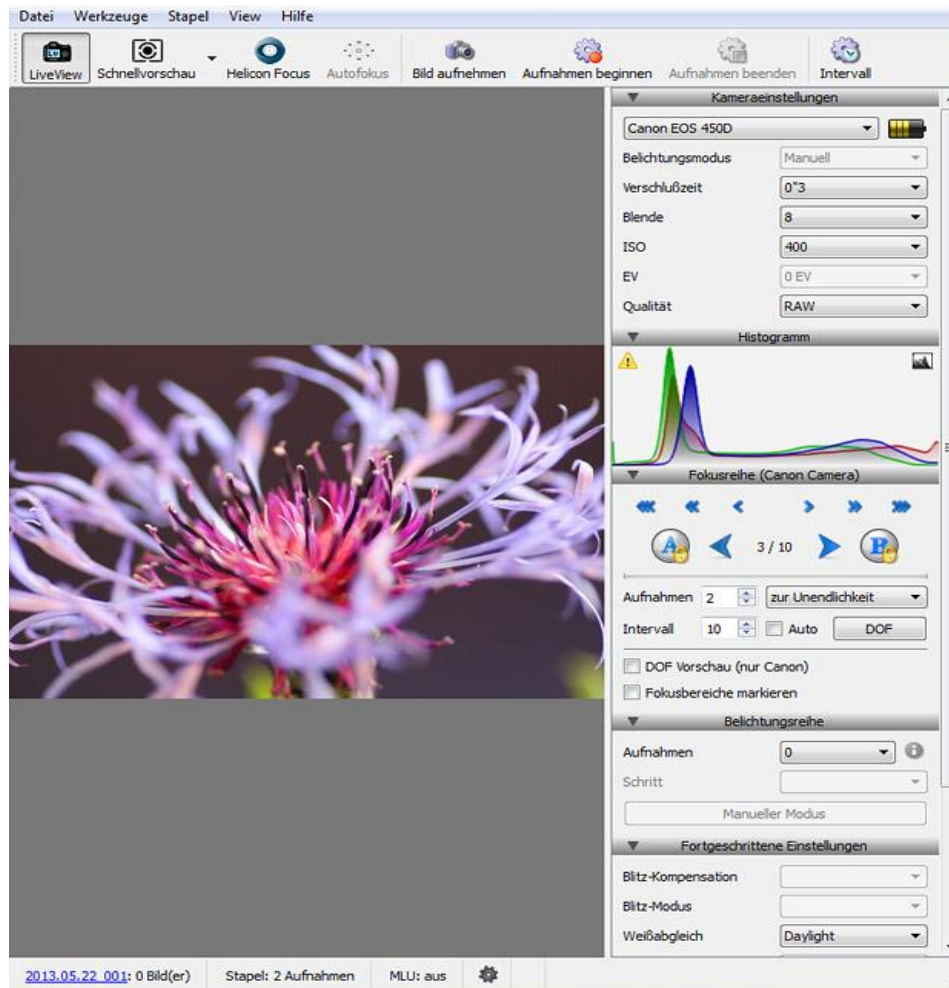 Datei Werkzeuge Stapel View Hilfe
LiveView Schnellvorschau Helicon Focus Autofokus Bild aufnehmen Aufnahmen beginnen Aufnahmen beenden Intervall
Kameraeinstellungen
Canon EOS 450D
Belichtungsmodus Manuell
Verschlußzeit 0"3
Blende 8
ISO 400
EV 0 EV
Qualität RAW
Histogramm
Fokusreihe (Canon Camera)
A 3 / 10 B
Aufnahmen 2 zur Unendlichkeit
Intervall 10 Auto DOF
DOF Vorschau (nur Canon)
Fokusbereiche markieren
Belichtungsreihe
Aufnahmen 0
Schritt
Manueller Modus
Fortgeschrittene Einstellungen
Blitz-Kompensation
Blitz-Modus
Weißabgleich Daylight
2013.05.22_001: 0 Bild(er) Stapel: 2 Aufnahmen MLU: aus